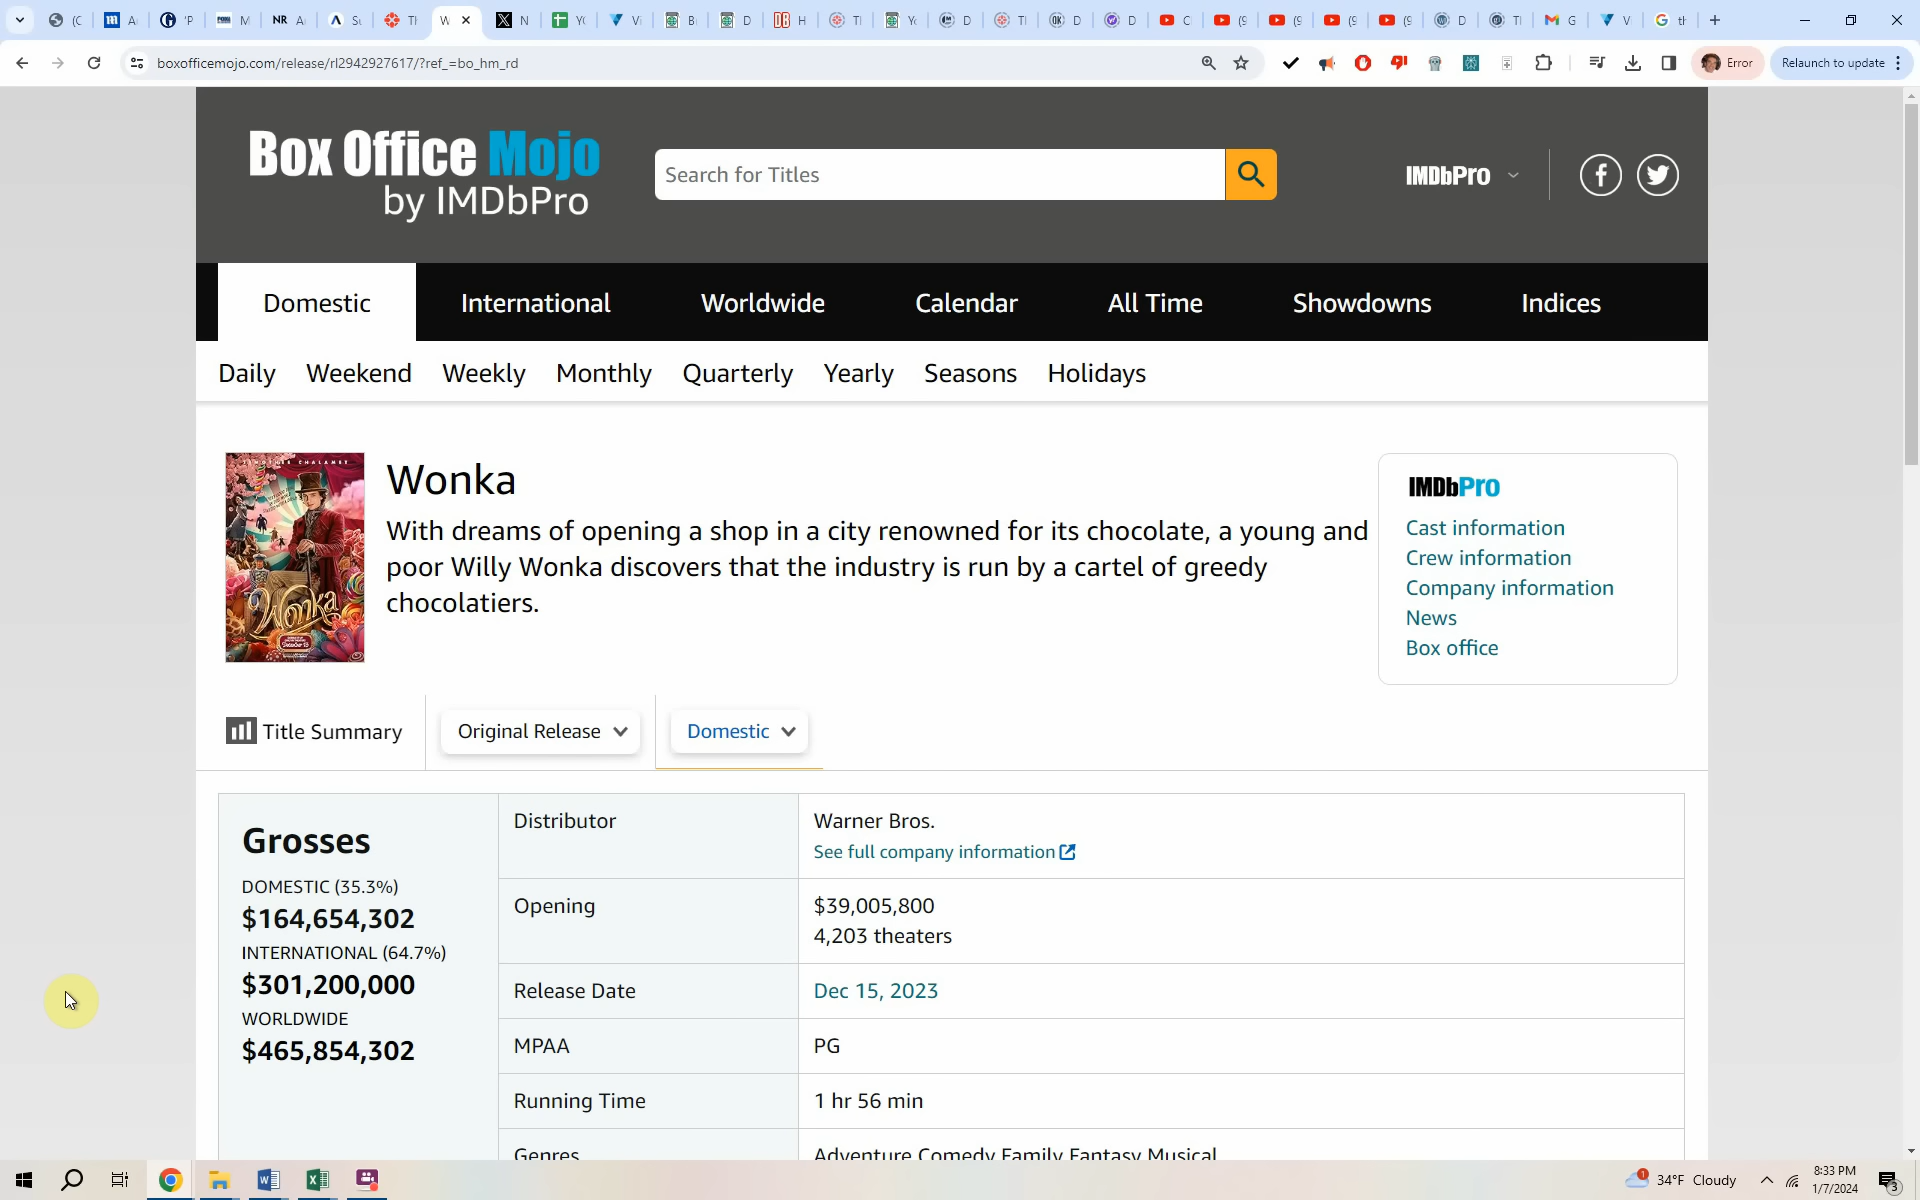 boxofficemojo.com/release/rl2942927617/?ref_=bo_hm_rd
Error
Relaunch to update
Box Office Mojo
by IMDbPro
Search for Titles
IMDbPro
Domestic International Worldwide Calendar All Time Showdowns Indices
Daily Weekend Weekly Monthly Quarterly Yearly Seasons Holidays
Wonka
With dreams of opening a shop in a city renowned for its chocolate, a young and
poor Willy Wonka discovers that the industry is run by a cartel of greedy
chocolatiers.
Wonka
IMDbPro
Cast information
Crew information
Company information
News
Box office
Title Summary
Original Release
Domestic
Grosses
DOMESTIC (35.3%)
$164,654,302
INTERNATIONAL (64.7%)
$301,200,000
WORLDWIDE
$465,854,302
Distributor
Warner Bros.
See full company information
Opening
$39,005,800
4,203 theaters
Release Date
Dec 15, 2023
MPAA
PG
Running Time
1 hr 56 min
Genres
Adventure Comedy Family Fantasy Musical
34°F Cloudy
8:33 PM
1/7/2024